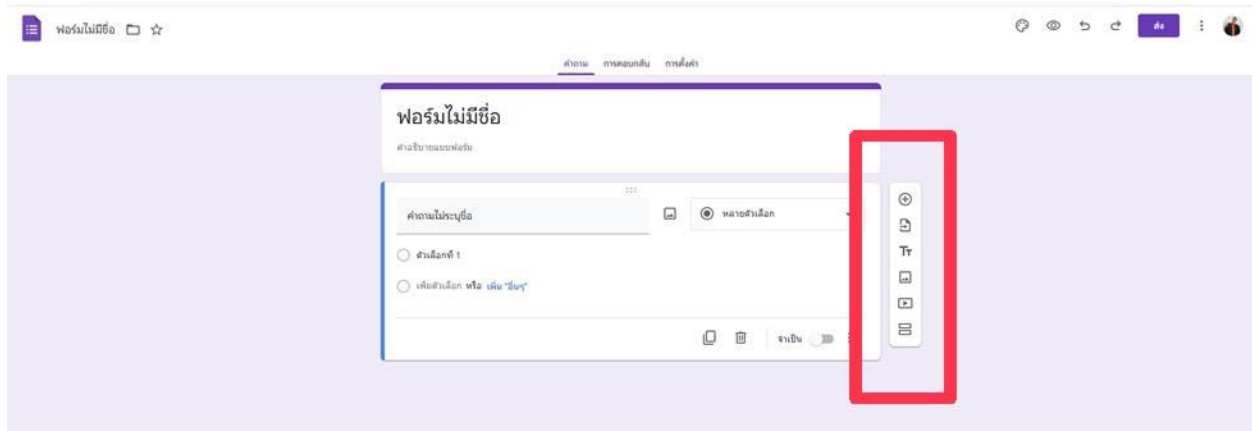 ฟอร์มไม่มีชื่อ
ส่ง
คำถาม การตอบกลับ การตั้งค่า
ฟอร์มไม่มีชื่อ
คำอธิบายแบบฟอร์ม
คำถามไม่ระบุชื่อ
หลายตัวเลือก
ตัวเลือกที่ 1
เพิ่มตัวเลือก หรือ เพิ่ม "อื่นๆ"
จำเป็น
Tт